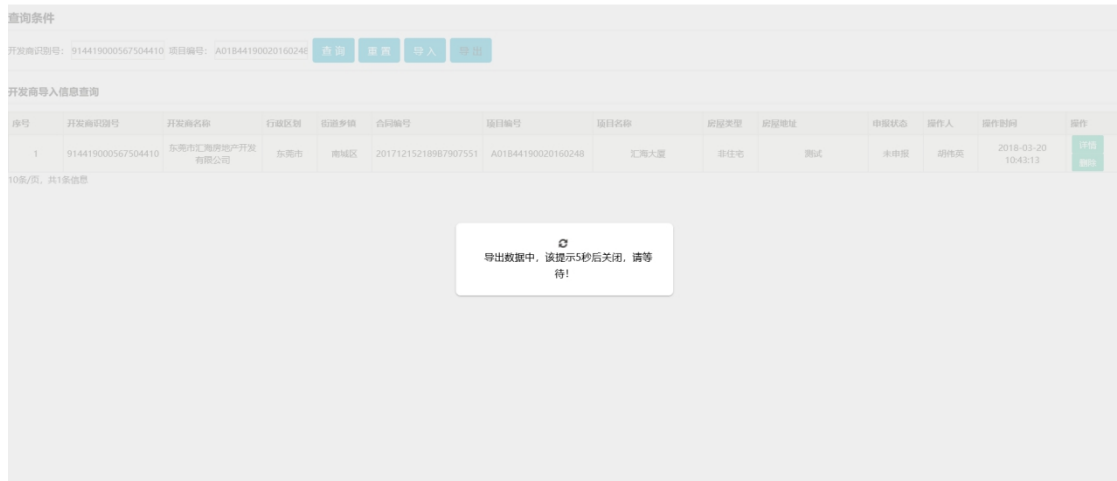 查询条件
开发商识别号： 914419000567504410 项目编号： A01B44190020160248 查 询 重 置 导 入 导 出
开发商导入信息查询
序号 开发商识别号 开发商名称 行政区划 街道乡镇 合同编号 项目编号 项目名称 房屋类型 房屋地址 申报状态 操作人 操作时间 操作
1 914419000567504410 东莞市汇海房地产开发有限公司 东莞市 南城区 20171215218987907551 A01B44190020160248 汇海大厦 非住宅 测试 未申报 胡伟英 2018-03-20 10:43:13 详情 删除
10条/页，共1条信息
导出数据中，该提示5秒后关闭，请等
待！